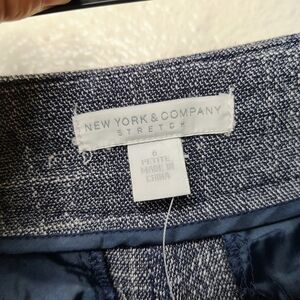 NEW YORK & COMPANY
STRETCH
6
PETITE
MADE IN
CHINA